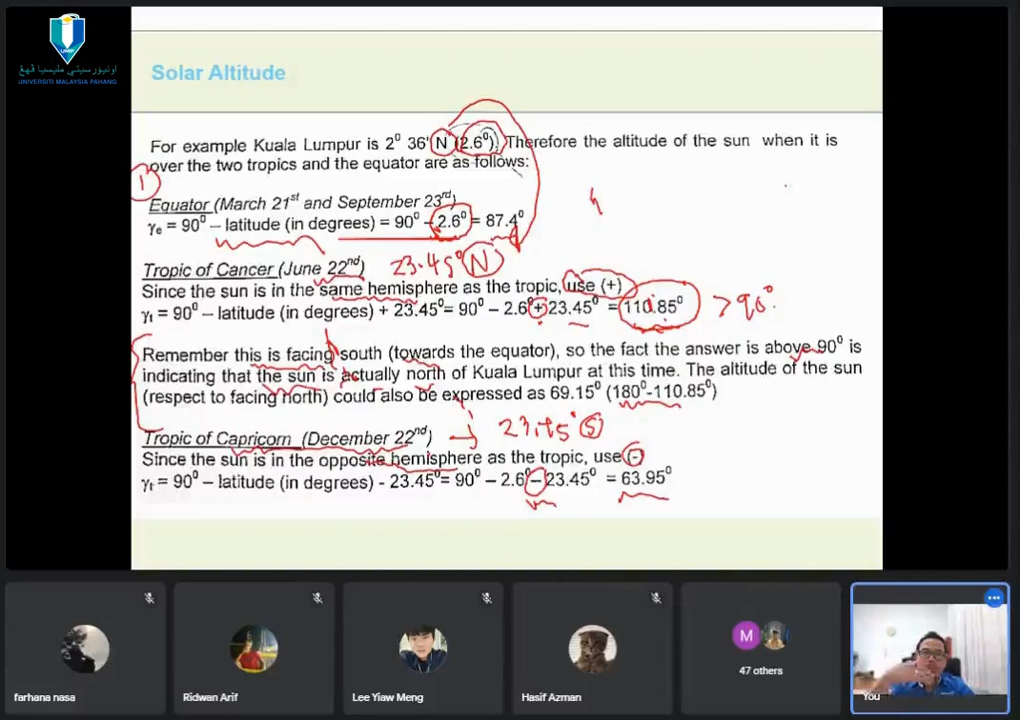 اونيۏرسيتي مليسيا ڤهڠ
UNIVERSITI MALAYSIA PAHANG
Solar Altitude
For example Kuala Lumpur is 2⁰ 36' N (2.6⁰). Therefore the altitude of the sun when it is
over the two tropics and the equator are as follows:
1
Equator (March 21st and September 23rd)
γe = 90⁰ – latitude (in degrees) = 90⁰ – 2.6⁰ = 87.4⁰
Tropic of Cancer (June 22nd) 23.45° N
Since the sun is in the same hemisphere as the tropic, use (+)
γt = 90⁰ – latitude (in degrees) + 23.45⁰= 90⁰ – 2.6⁰+ 23.45⁰ = 110.85⁰ > 90°
Remember this is facing south (towards the equator), so the fact the answer is above 90⁰ is
indicating that the sun is actually north of Kuala Lumpur at this time. The altitude of the sun
(respect to facing north) could also be expressed as 69.15⁰ (180⁰-110.85⁰)
Tropic of Capricorn (December 22nd) → 23.45° S
Since the sun is in the opposite hemisphere as the tropic, use (-)
γt = 90⁰ – latitude (in degrees) - 23.45⁰= 90⁰ – 2.6⁰– 23.45⁰ = 63.95⁰
farhana nasa
Ridwan Arif
Lee Yiaw Meng
Hasif Azman
M
47 others
You